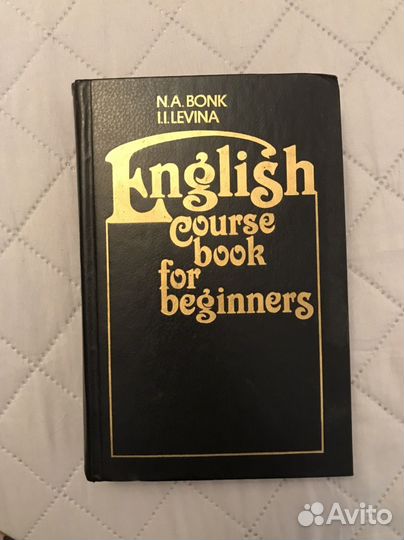 N.A. BONK
I.I. LEVINA
English
course
book
for
beginners
Avito